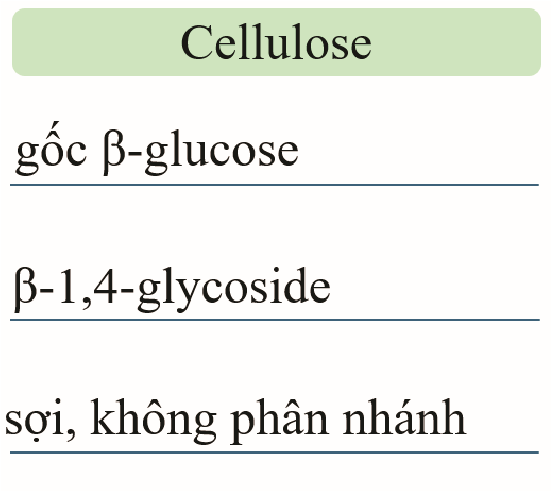 Cellulose
gốc β-glucose
β-1,4-glycoside
sợi, không phân nhánh